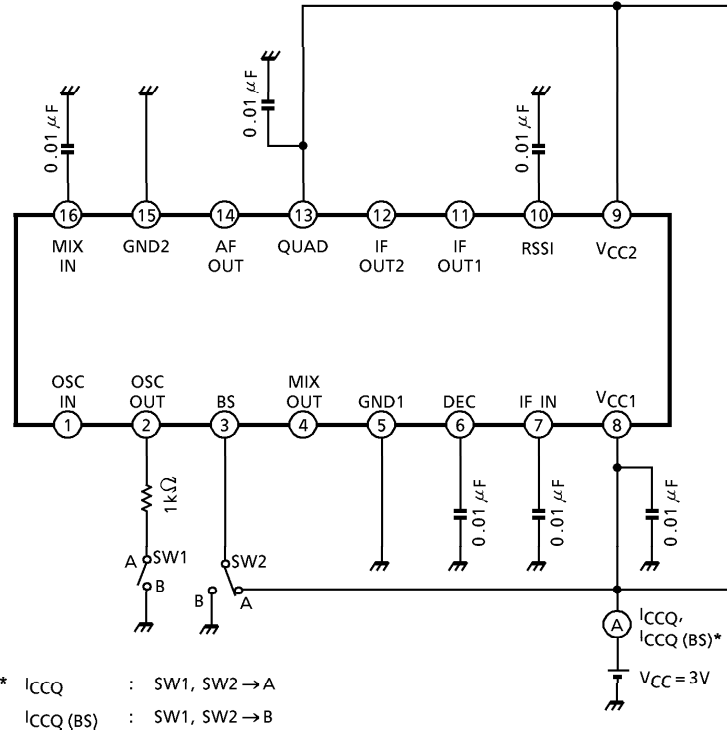 0.01 μF
0.01 μF
0.01 μF
16 15 14 13 12 11 10 9
MIX IN
GND2
AF OUT
QUAD
IF OUT2
IF OUT1
RSSI
VCC2
OSC IN
OSC OUT
BS
MIX OUT
GND1
DEC
IF IN
VCC1
1 2 3 4 5 6 7 8
1kΩ
0.01 μF
0.01 μF
0.01 μF
A SW1
B
SW2
B A
A
ICCQ,
ICCQ (BS)*
VCC = 3V
* ICCQ : SW1, SW2 → A
ICCQ (BS) : SW1, SW2 → B